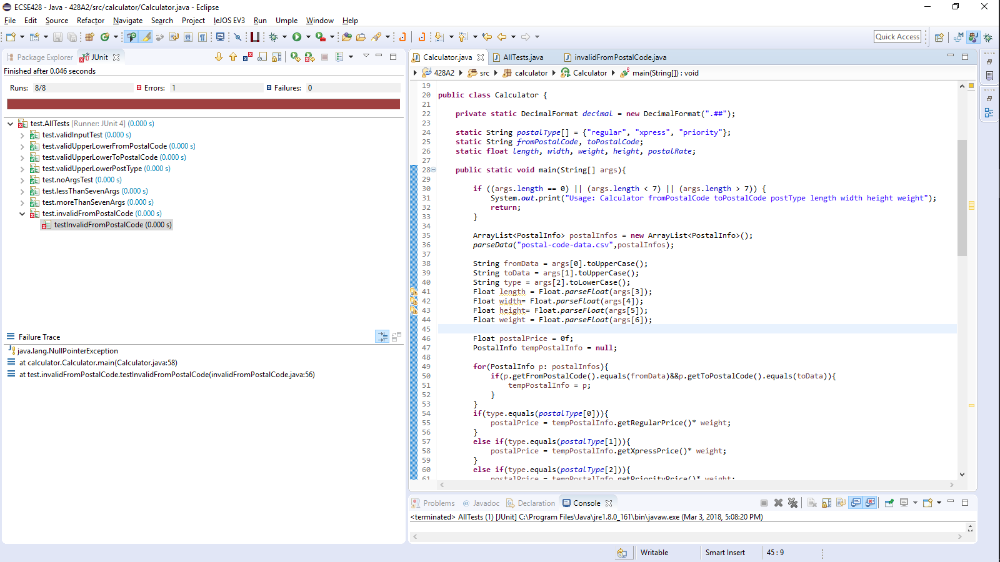 ECSE428 - Java - 428A2/src/calculator/Calculator.java - Eclipse
File Edit Source Refactor Navigate Search Project leJOS EV3 Run Umple Window Help
Quick Access
Package Explorer JUnit
Finished after 0.046 seconds
Runs: 8/8 Errors: 1 Failures: 0
test.AllTests [Runner: JUnit 4] (0.000 s)
test.validInputTest (0.000 s)
test.validUpperLowerFromPostalCode (0.000 s)
test.validUpperLowerToPostalCode (0.000 s)
test.validUpperLowerPostType (0.000 s)
test.noArgsTest (0.000 s)
test.lessThanSevenArgs (0.000 s)
test.moreThanSevenArgs (0.000 s)
test.invalidFromPostalCode (0.000 s)
testInvalidFromPostalCode (0.000 s)
Failure Trace
java.lang.NullPointerException
at calculator.Calculator.main(Calculator.java:58)
at test.invalidFromPostalCode.testInvalidFromPostalCode(invalidFromPostalCode.java:56)
Calculator.java AllTests.java invalidFromPostalCode.java
428A2 src calculator Calculator main(String[]) : void
19
20 public class Calculator {
21
22 private static DecimalFormat decimal = new DecimalFormat(".##");
23
24 static String postalType[] = {"regular", "xpress", "priority"};
25 static String fromPostalCode, toPostalCode;
26 static float length, width, weight, height, postalRate;
27
28 public static void main(String[] args){
29
30 if ((args.length == 0) || (args.length < 7) || (args.length > 7)) {
31 System.out.print("Usage: Calculator fromPostalCode toPostalCode postType length width height weight");
32 return;
33 }
34
35 ArrayList<PostalInfo> postalInfos = new ArrayList<PostalInfo>();
36 parseData("postal-code-data.csv",postalInfos);
37
38 String fromData = args[0].toUpperCase();
39 String toData = args[1].toUpperCase();
40 String type = args[2].toLowerCase();
41 Float length = Float.parseFloat(args[3]);
42 Float width= Float.parseFloat(args[4]);
43 Float height= Float.parseFloat(args[5]);
44 Float weight = Float.parseFloat(args[6]);
45
46 Float postalPrice = 0f;
47 PostalInfo tempPostalInfo = null;
48
49 for(PostalInfo p: postalInfos){
50 if(p.getFromPostalCode().equals(fromData)&&p.getToPostalCode().equals(toData)){
51 tempPostalInfo = p;
52 }
53 }
54 if(type.equals(postalType[0])){
55 postalPrice = tempPostalInfo.getRegularPrice()* weight;
56 }
57 else if(type.equals(postalType[1])){
58 postalPrice = tempPostalInfo.getXpressPrice()* weight;
59 }
60 else if(type.equals(postalType[2])){
61 postalPrice = tempPostalInfo.getPriorityPrice()* weight;
Problems Javadoc Declaration Console
<terminated> AllTests (1) [JUnit] C:\Program Files\Java\jre1.8.0_161\bin\javaw.exe (Mar 3, 2018, 5:08:20 PM)
Writable Smart Insert 45 : 9